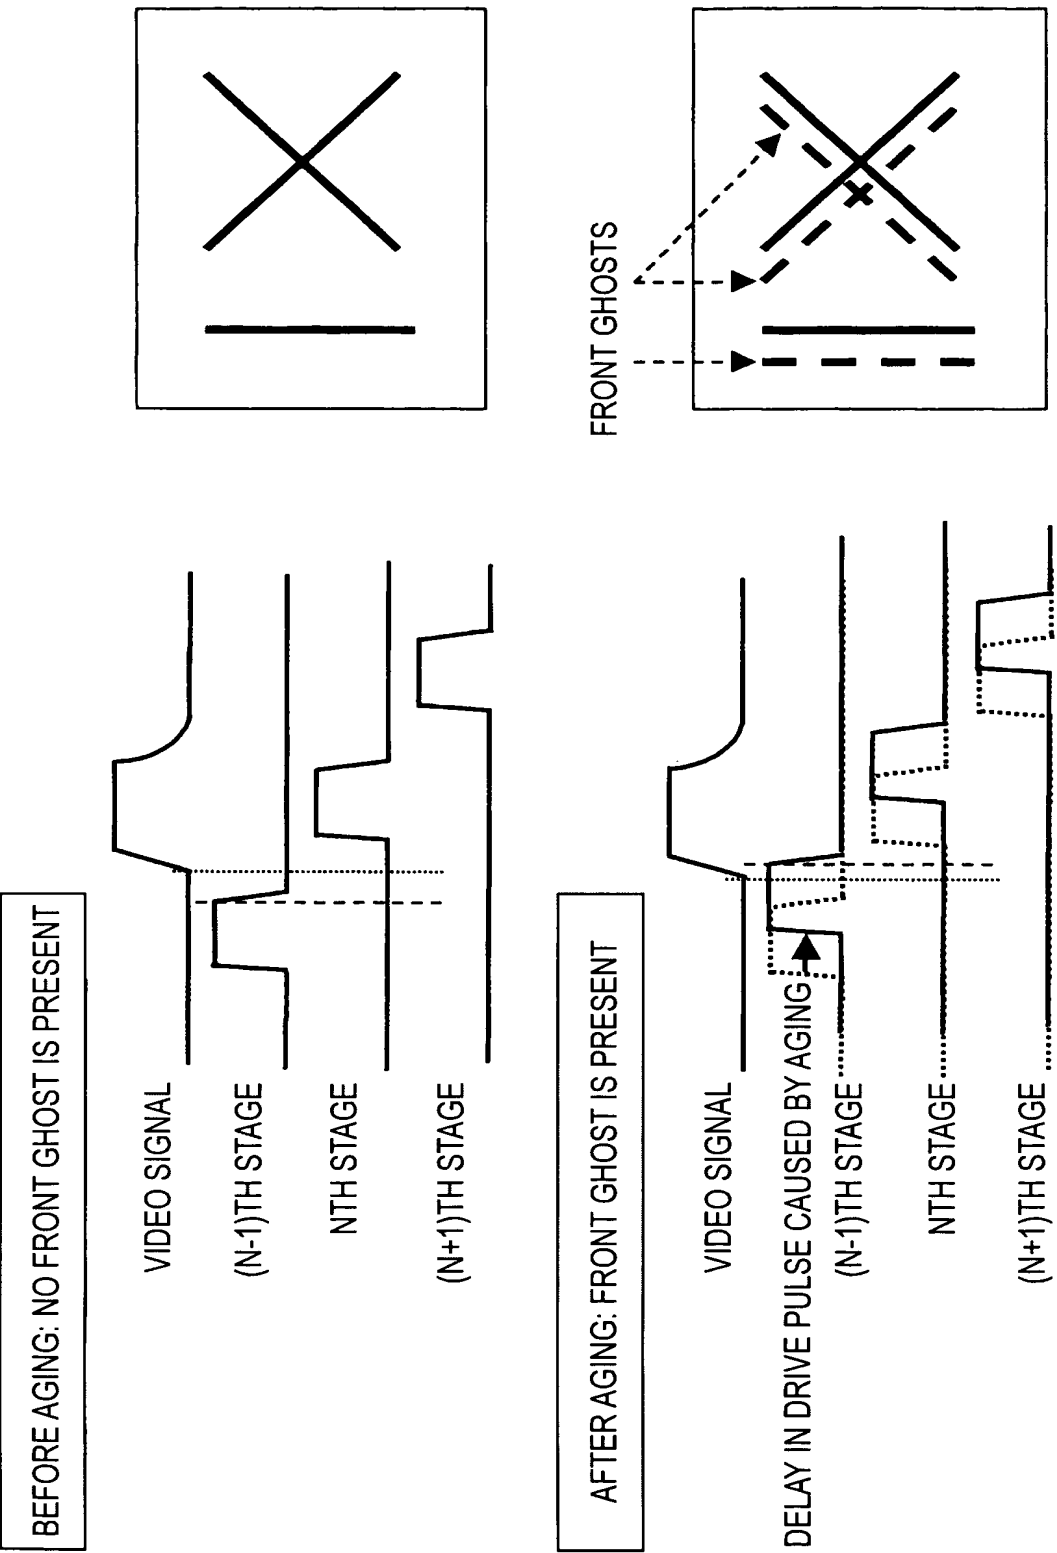 BEFORE AGING: NO FRONT GHOST IS PRESENT
VIDEO SIGNAL
(N-1)TH STAGE
NTH STAGE
(N+1)TH STAGE
AFTER AGING: FRONT GHOST IS PRESENT
FRONT GHOSTS
VIDEO SIGNAL
DELAY IN DRIVE PULSE CAUSED BY AGING
(N-1)TH STAGE
NTH STAGE
(N+1)TH STAGE